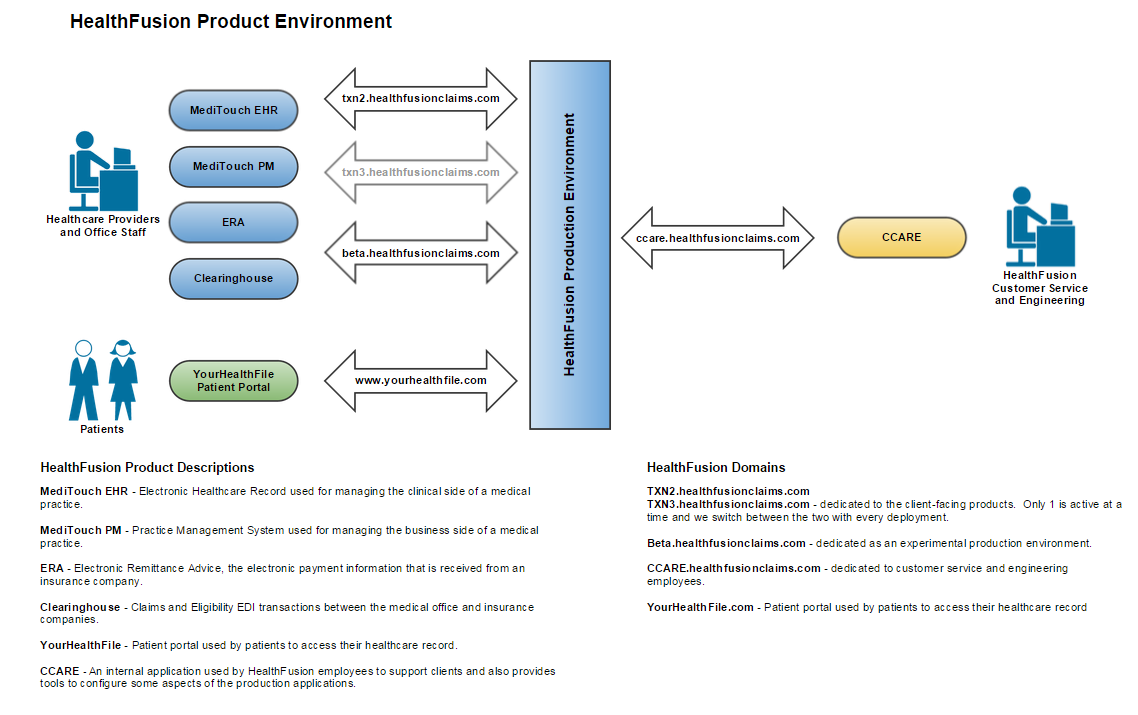 HealthFusion Product Environment
MediTouch EHR
MediTouch PM
ERA
Clearinghouse
Healthcare Providers
and Office Staff
txn2.healthfusionclaims.com
txn3.healthfusionclaims.com
beta.healthfusionclaims.com
HealthFusion Production Environment
ccare.healthfusionclaims.com
CCARE
HealthFusion
Customer Service
and Engineering
YourHealthFile
Patient Portal
www.yourhealthfile.com
Patients
HealthFusion Product Descriptions
MediTouch EHR - Electronic Healthcare Record used for managing the clinical side of a medical
practice.
MediTouch PM - Practice Management System used for managing the business side of a medical
practice.
ERA - Electronic Remittance Advice, the electronic payment information that is received from an
insurance company.
Clearinghouse - Claims and Eligibility EDI transactions between the medical office and insurance
companies.
YourHealthFile - Patient portal used by patients to access their healthcare record.
CCARE - An internal application used by HealthFusion employees to support clients and also provides
tools to configure some aspects of the production applications.
HealthFusion Domains
TXN2.healthfusionclaims.com
TXN3.healthfusionclaims.com - dedicated to the client-facing products. Only 1 is active at a
time and we switch between the two with every deployment.
Beta.healthfusionclaims.com - dedicated as an experimental production environment.
CCARE.healthfusionclaims.com - dedicated to customer service and engineering
employees.
YourHealthFile.com - Patient portal used by patients to access their healthcare record